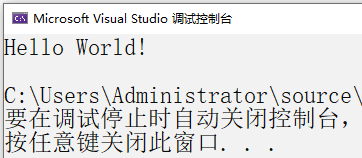 Microsoft Visual Studio 调试控制台
Hello World!
C:\Users\Administrator\source\
要在调试停止时自动关闭控制台，
按任意键关闭此窗口. . .